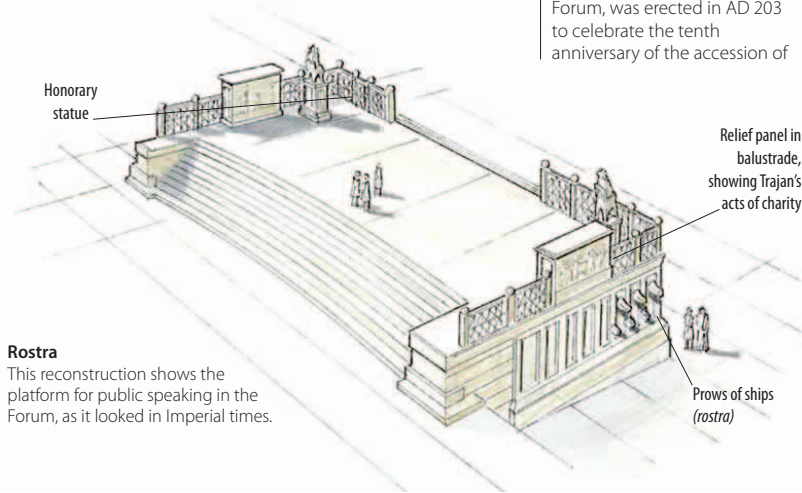 Forum, was erected in AD 203
to celebrate the tenth
anniversary of the accession of
Honorary
statue
Relief panel in
balustrade,
showing Trajan's
acts of charity
Rostra
This reconstruction shows the
platform for public speaking in the
Forum, as it looked in Imperial times.
Prows of ships
(rostra)